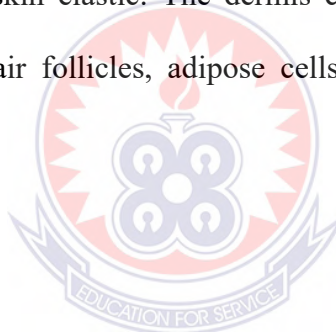 skin elastic. The dermis
air follicles, adipose cells
EDUCATION FOR SERVICE